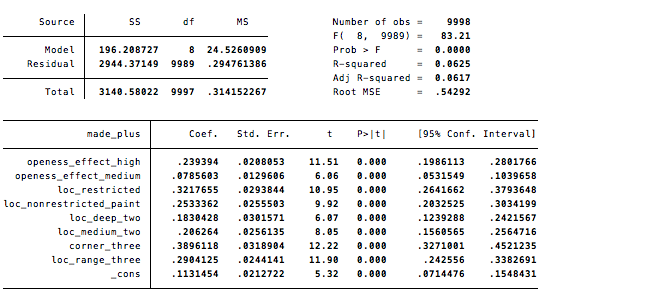 Source SS df MS Number of obs = 9998
F( 8, 9989) = 83.21
Model 196.208727 8 24.5260909 Prob > F = 0.0000
Residual 2944.37149 9989 .294761386 R-squared = 0.0625
Adj R-squared = 0.0617
Total 3140.58022 9997 .314152267 Root MSE = .54292
made_plus Coef. Std. Err. t P>|t| [95% Conf. Interval]
openess_effect_high .239394 .0208053 11.51 0.000 .1986113 .2801766
openess_effect_medium .0785603 .0129606 6.06 0.000 .0531549 .1039658
loc_restricted .3217655 .0293844 10.95 0.000 .2641662 .3793648
loc_nonrestricted_paint .2533362 .0255503 9.92 0.000 .2032525 .3034199
loc_deep_two .1830428 .0301571 6.07 0.000 .1239288 .2421567
loc_medium_two .206264 .0256135 8.05 0.000 .1560565 .2564716
corner_three .3896118 .0318904 12.22 0.000 .3271001 .4521235
loc_range_three .2904125 .0244141 11.90 0.000 .242556 .3382691
_cons .1131454 .0212722 5.32 0.000 .0714476 .1548431